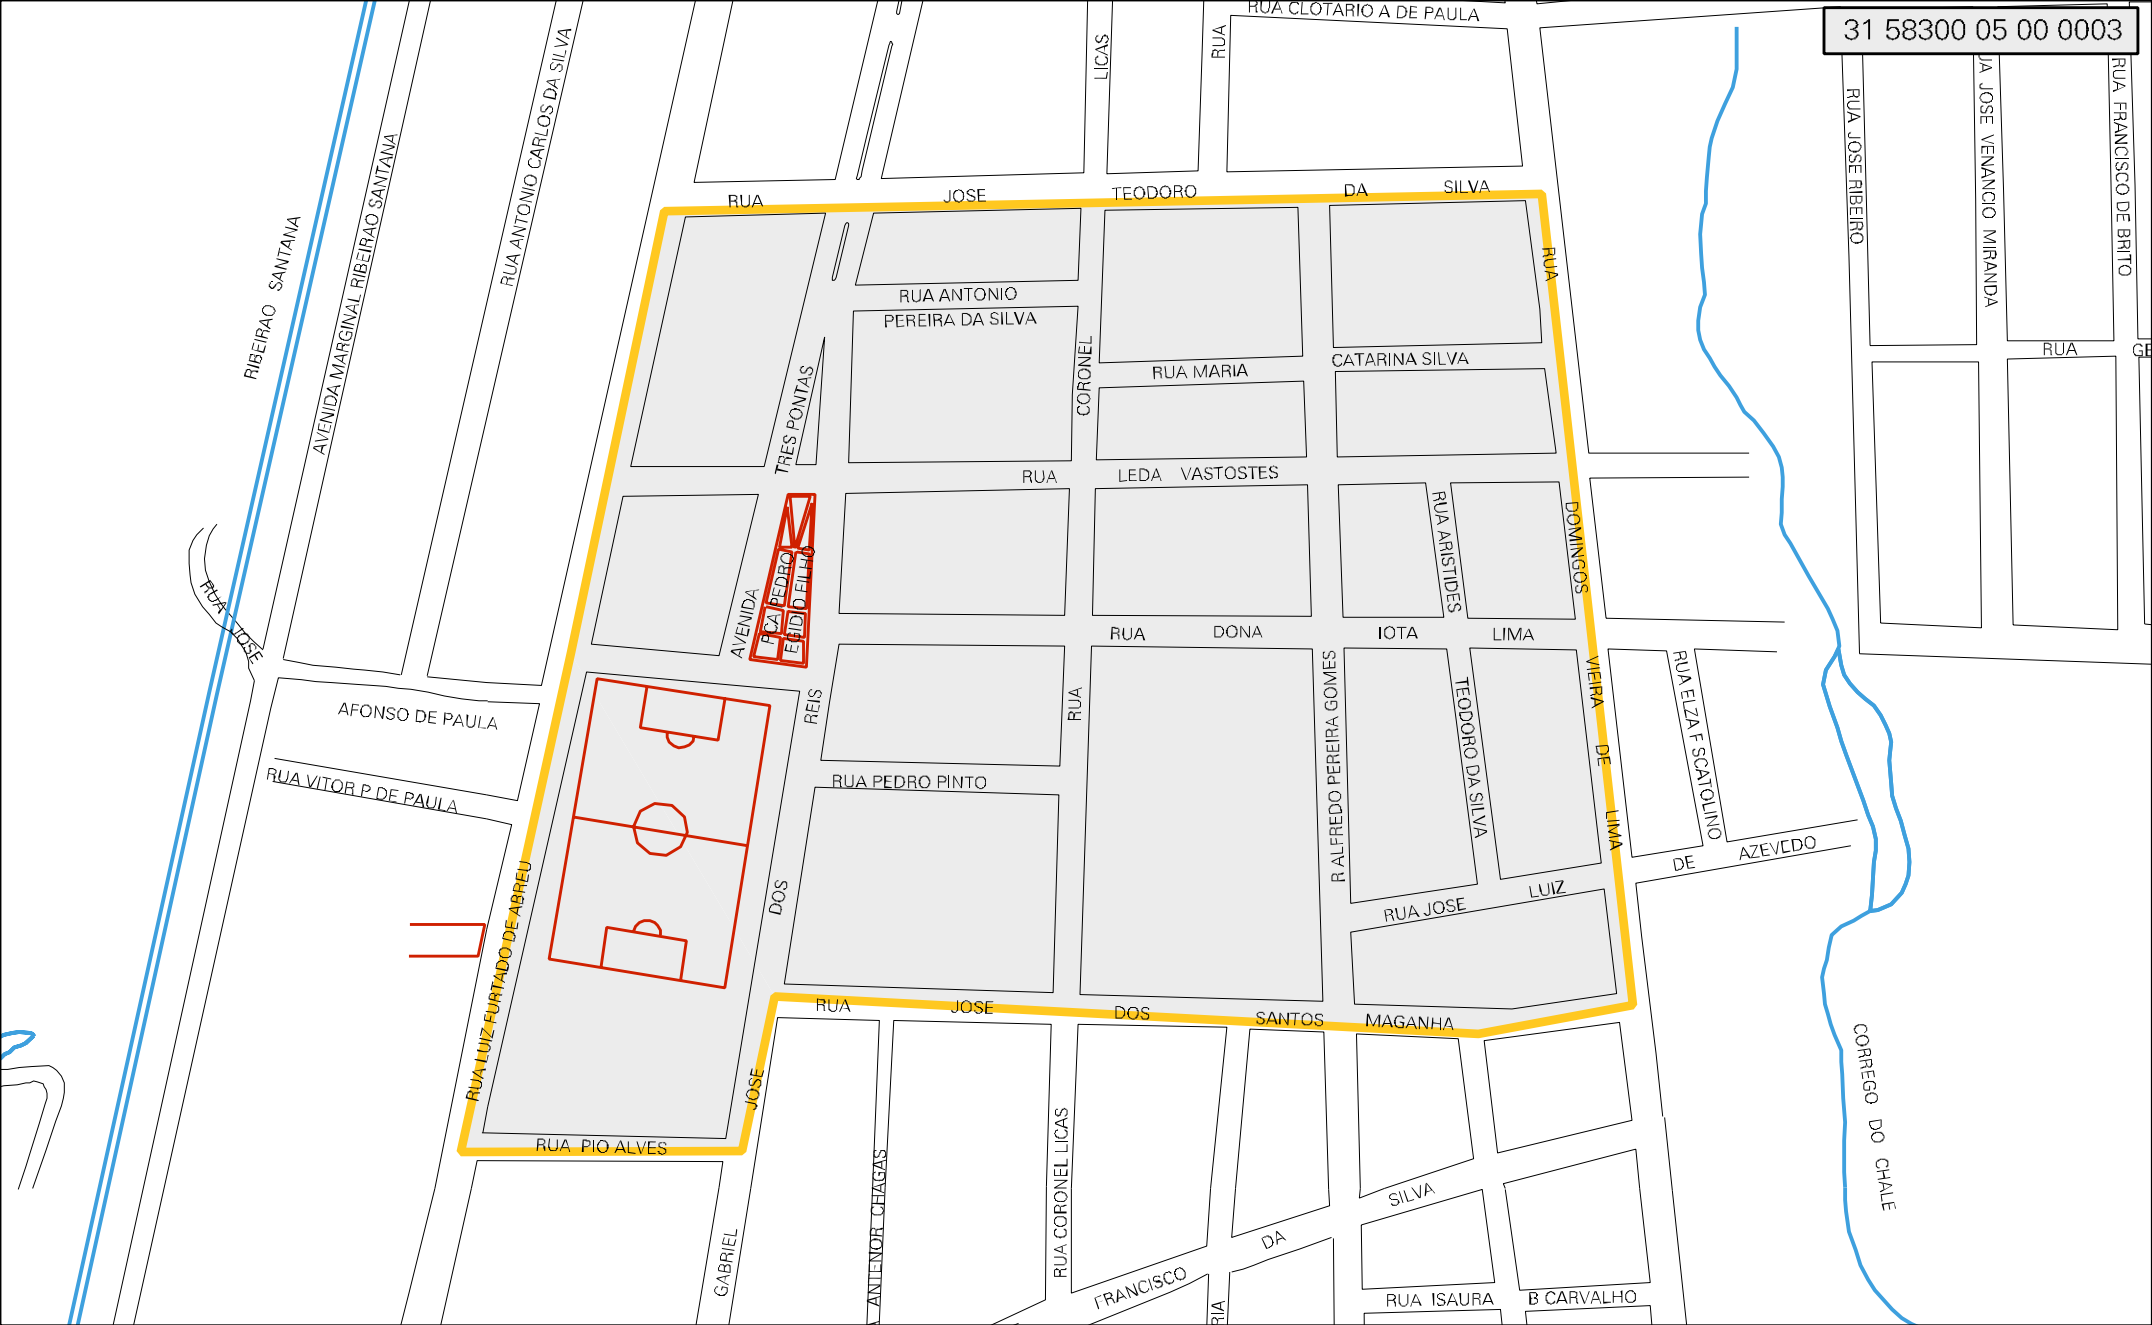 RUA CLOTARIO A DE PAULA
31 58300 05 00 0003
LICAS
RUA
RUA ANTONIO CARLOS DA SILVA
AVENIDA MARGINAL RIBEIRAO SANTANA
RIBEIRAO SANTANA
RUA JOSE RIBEIRO
JOSE VENANCIO MIRANDA
RUA FRANCISCO DE BRITO
RUA JOSE TEODORO DA SILVA
RUA ANTONIO
PEREIRA DA SILVA
RUA MARIA CATARINA SILVA
RUA
CORONEL
TRES PONTAS
RUA LEDA VASTOSTES
RUA ARISTIDES
TEODORO DA SILVA
RUA DOMINGOS VIEIRA DE LIMA
PCA PEDRO
EGIDIO FILHO
AVENIDA
REIS
DOS
JOSE
GABRIEL
RUA DONA IOTA LIMA
RUA JOSE
AFONSO DE PAULA
RUA VITOR P DE PAULA
RUA
R ALFREDO PEREIRA GOMES
RUA ELZA F SCATOLINO
RUA PEDRO PINTO
RUA JOSE LUIZ DE AZEVEDO
RUA LUIZ FURTADO DE ABREU
RUA JOSE DOS SANTOS MAGANHA
RUA PIO ALVES
ANTENOR CHAGAS
RUA CORONEL LICAS
FRANCISCO DA SILVA
RUA ISAURA B CARVALHO
CORREGO DO CHALE